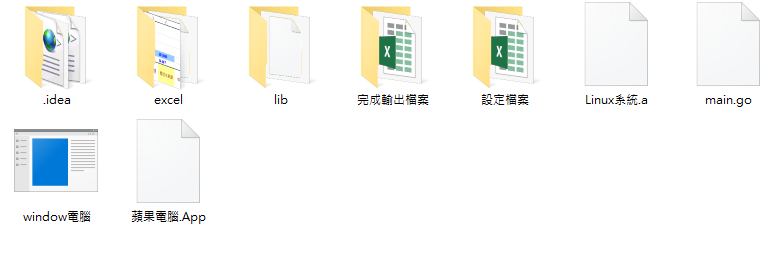 .idea
excel
lib
完成輸出檔案
設定檔案
Linux系統.a
main.go
window電腦
蘋果電腦.App